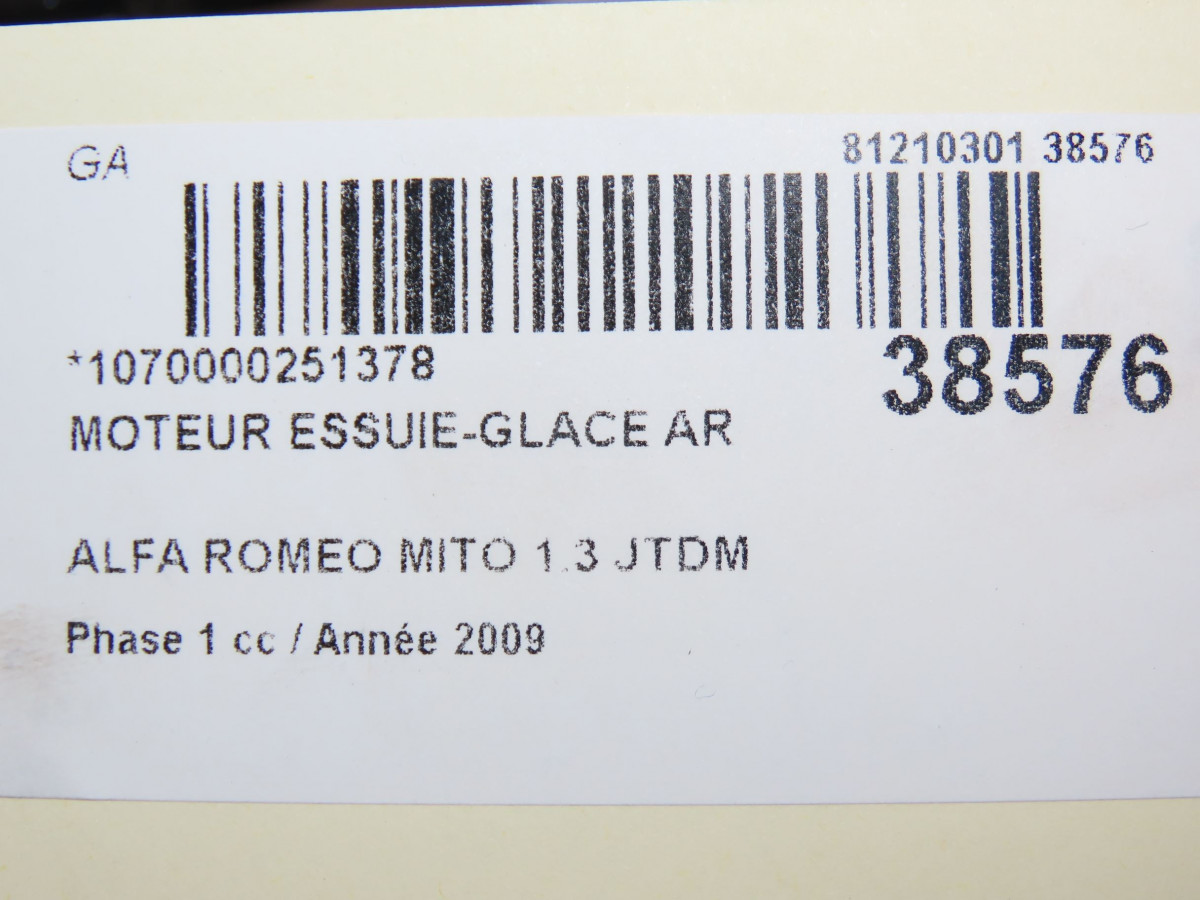 GA
81210301 38576
*1070000251378
38576
MOTEUR ESSUIE-GLACE AR
ALFA ROMEO MITO 1.3 JTDM
Phase 1 cc / Année 2009